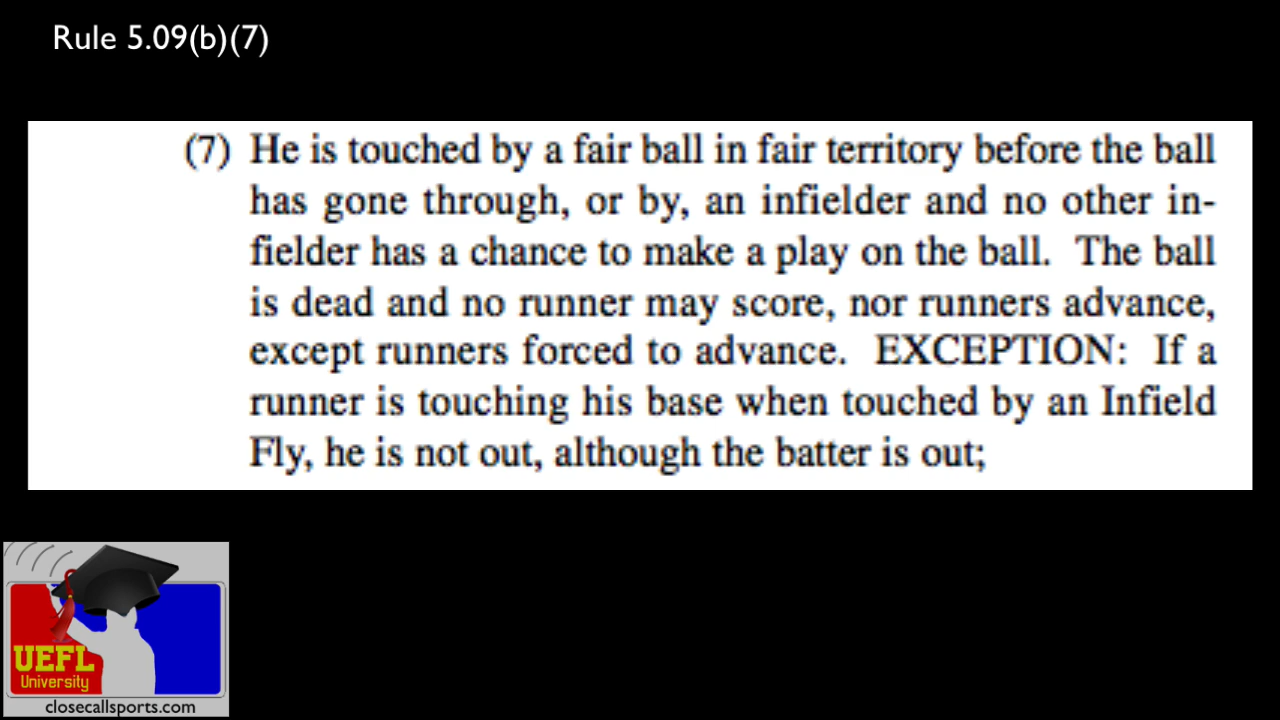 Rule 5.09(b)(7)
(7) He is touched by a fair ball in fair territory before the ball
has gone through, or by, an infielder and no other in-
fielder has a chance to make a play on the ball. The ball
is dead and no runner may score, nor runners advance,
except runners forced to advance. EXCEPTION: If a
runner is touching his base when touched by an Infield
Fly, he is not out, although the batter is out;
UEFL
University
closecallsports.com